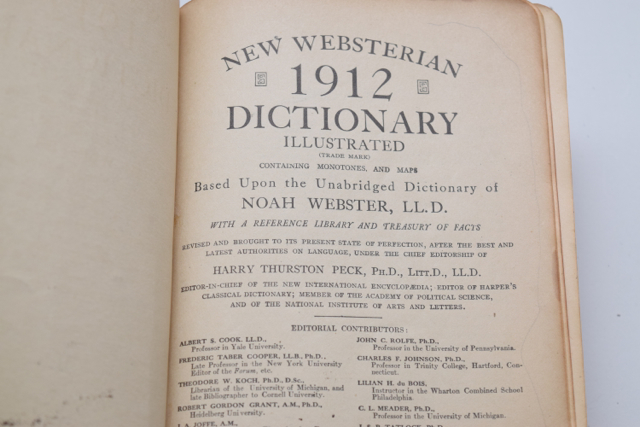 NEW WEBSTERIAN
1912
DICTIONARY
ILLUSTRATED
(TRADE MARK)
CONTAINING MONOTONES, AND MAPS
Based Upon the Unabridged Dictionary of
NOAH WEBSTER, LL.D.
WITH A REFERENCE LIBRARY AND TREASURY OF FACTS
REVISED AND BROUGHT TO ITS PRESENT STATE OF PERFECTION, AFTER THE BEST AND
LATEST AUTHORITIES ON LANGUAGE, UNDER THE CHIEF EDITORSHIP OF
HARRY THURSTON PECK, PH.D., LITT.D., LL.D.
EDITOR-IN-CHIEF OF THE NEW INTERNATIONAL ENCYCLOPÆDIA; EDITOR OF HARPER'S
CLASSICAL DICTIONARY; MEMBER OF THE ACADEMY OF POLITICAL SCIENCE,
AND OF THE NATIONAL INSTITUTE OF ARTS AND LETTERS.
EDITORIAL CONTRIBUTORS:
ALBERT S. COOK, LL.D.,
Professor in Yale University.
FREDERIC TABER COOPER, LL.B., Ph.D.,
Late Professor in the New York University
Editor of the Forum, etc.
THEODORE W. KOCH, Ph.D., D.Sc.,
Librarian of the University of Michigan, and
late Bibliographer to Cornell University.
ROBERT GORDON GRANT, A.M., Ph.D.,
Heidelberg University.
J. A. JOFFE, A.M.,
JOHN C. ROLFE, Ph.D.,
Professor in the University of Pennsylvania.
CHARLES F. JOHNSON, Ph.D.,
Professor in Trinity College, Hartford, Con-
necticut.
LILIAN H. du BOIS,
Instructor in the Wharton Combined School
Philadelphia.
C. L. MEADER, Ph.D.,
Professor in the University of Michigan.